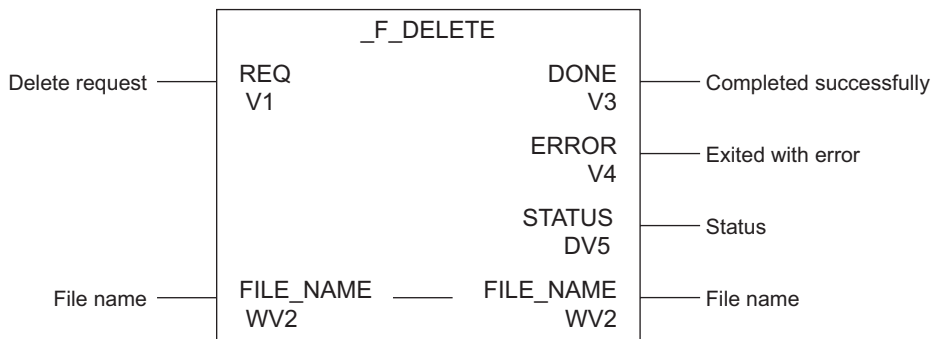 _F_DELETE
Delete request REQ DONE Completed successfully
V1 V3
ERROR Exited with error
V4
STATUS Status
DV5
File name FILE_NAME FILE_NAME File name
WV2 WV2